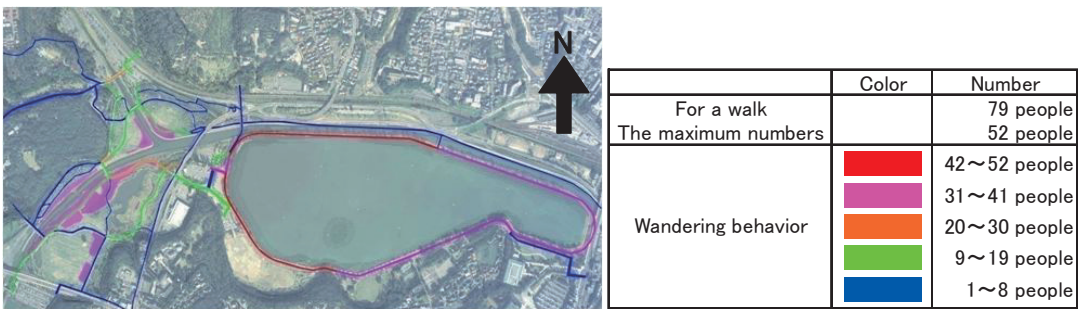 N
Color Number
For a walk 79 people
The maximum numbers 52 people
42～52 people
31～41 people
Wandering behavior 20～30 people
9～19 people
1～8 people